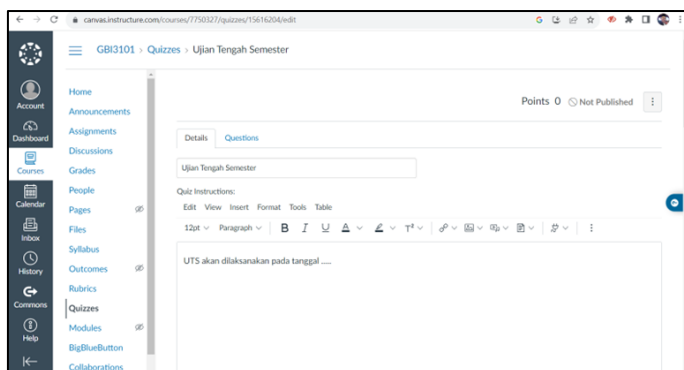 canvas.instructure.com/courses/7750327/quizzes/15616204/edit
GBI3101 > Quizzes > Ujian Tengah Semester
Account
Dashboard
Courses
Calendar
Inbox
History
Commons
Help
Home
Announcements
Assignments
Discussions
Grades
People
Pages
Files
Syllabus
Outcomes
Rubrics
Quizzes
Modules
BigBlueButton
Collaborations
Points 0 Not Published
Details Questions
Ujian Tengah Semester
Quiz Instructions:
Edit View Insert Format Tools Table
12pt Paragraph B I U A T²
UTS akan dilaksanakan pada tanggal .....